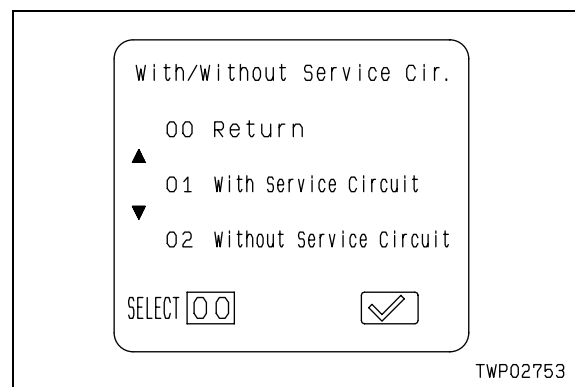 With/Without Service Cir.
00 Return
01 With Service Circuit
02 Without Service Circuit
SELECT 00
TWP02753